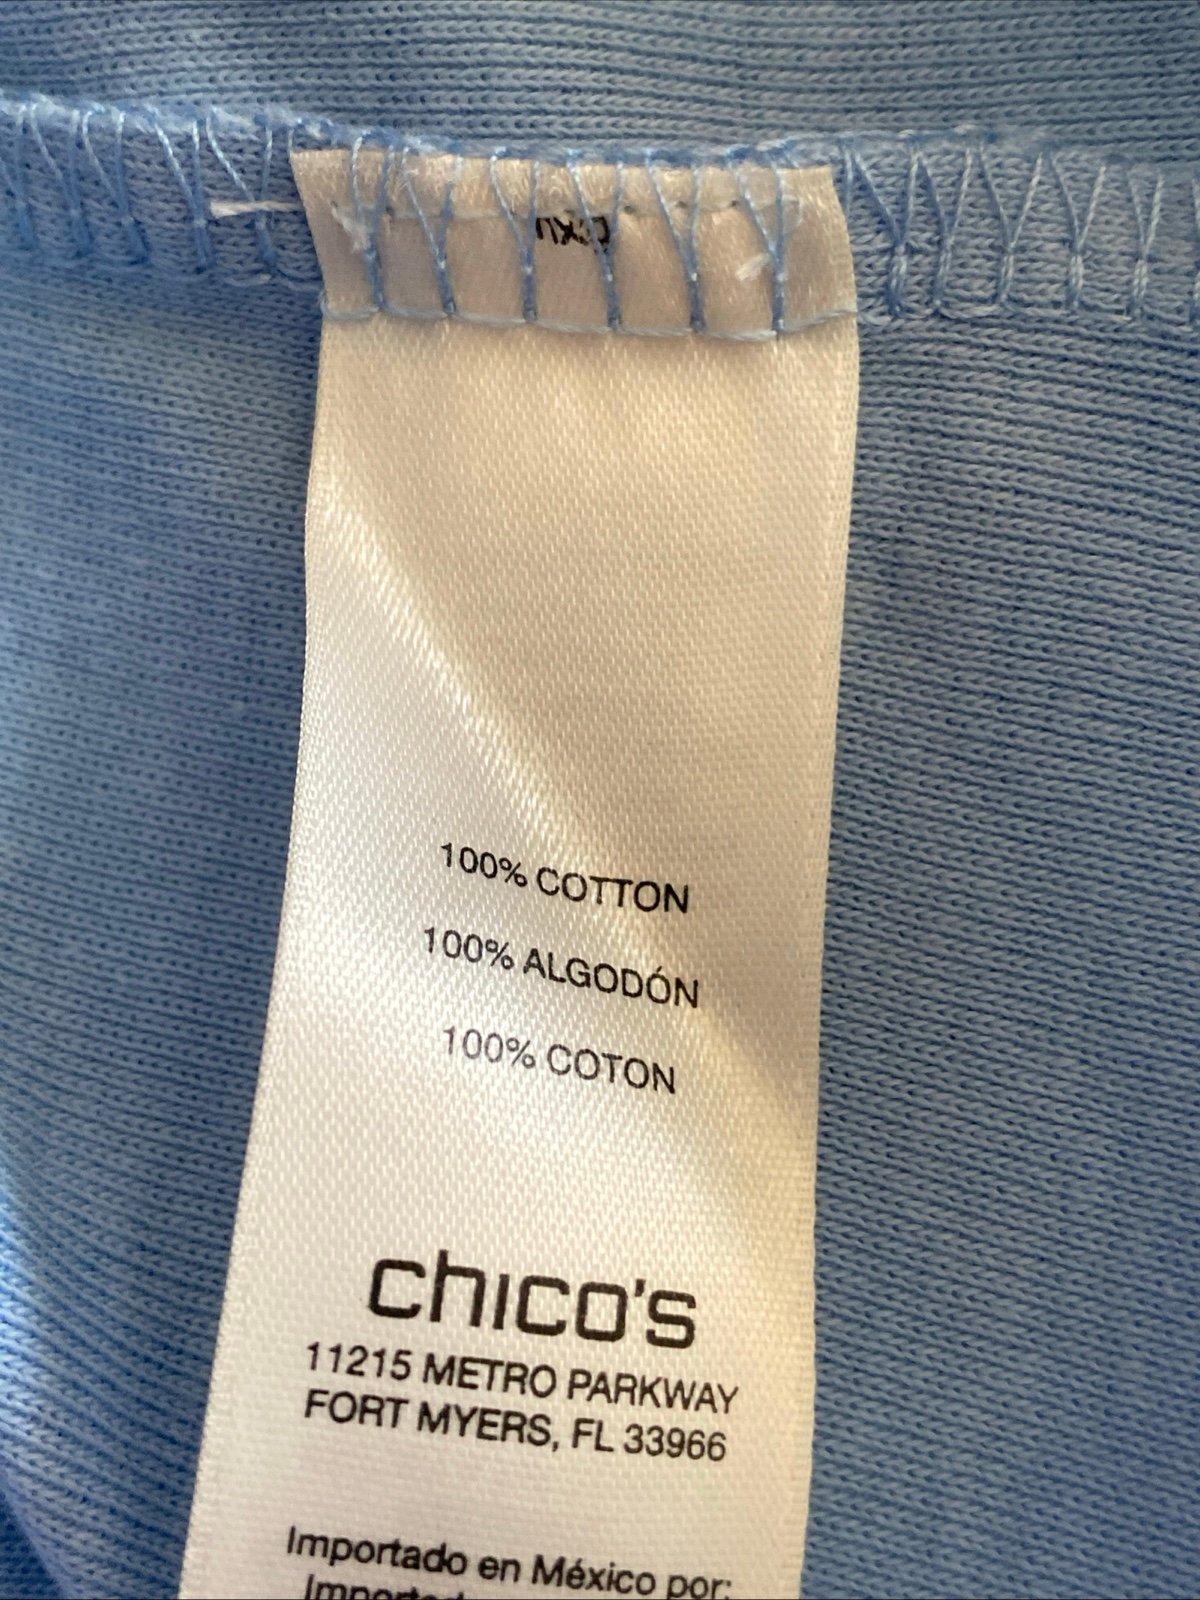 100% COTTON
100% ALGODÓN
100% COTON
chico's
11215 METRO PARKWAY
FORT MYERS, FL 33966
Importado en México por: